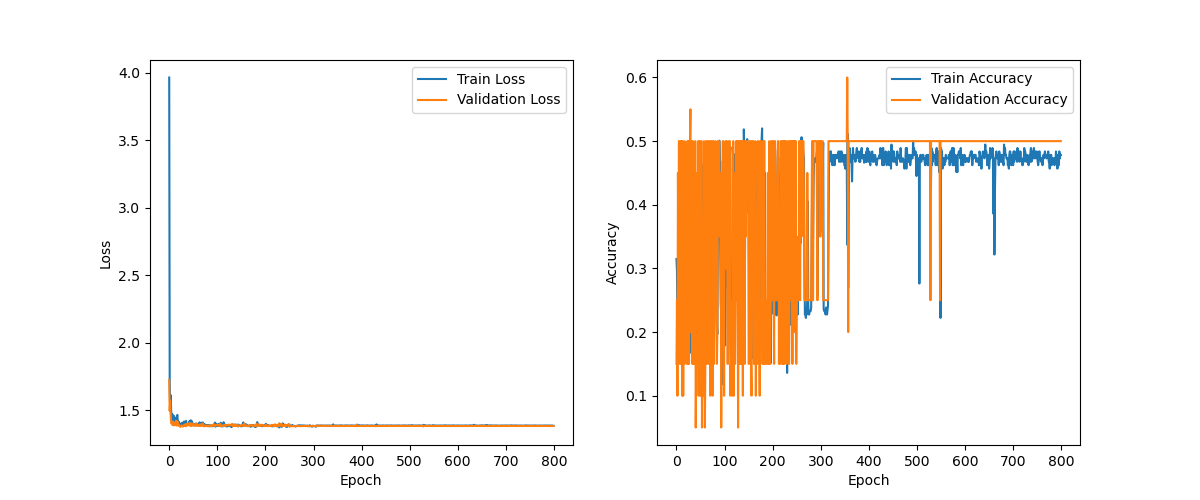 4.0
3.5
3.0
2.5
2.0
1.5
Loss
0 100 200 300 400 500 600 700 800
Epoch
Train Loss
Validation Loss
0.6
0.5
0.4
0.3
0.2
0.1
Accuracy
0 100 200 300 400 500 600 700 800
Epoch
Train Accuracy
Validation Accuracy